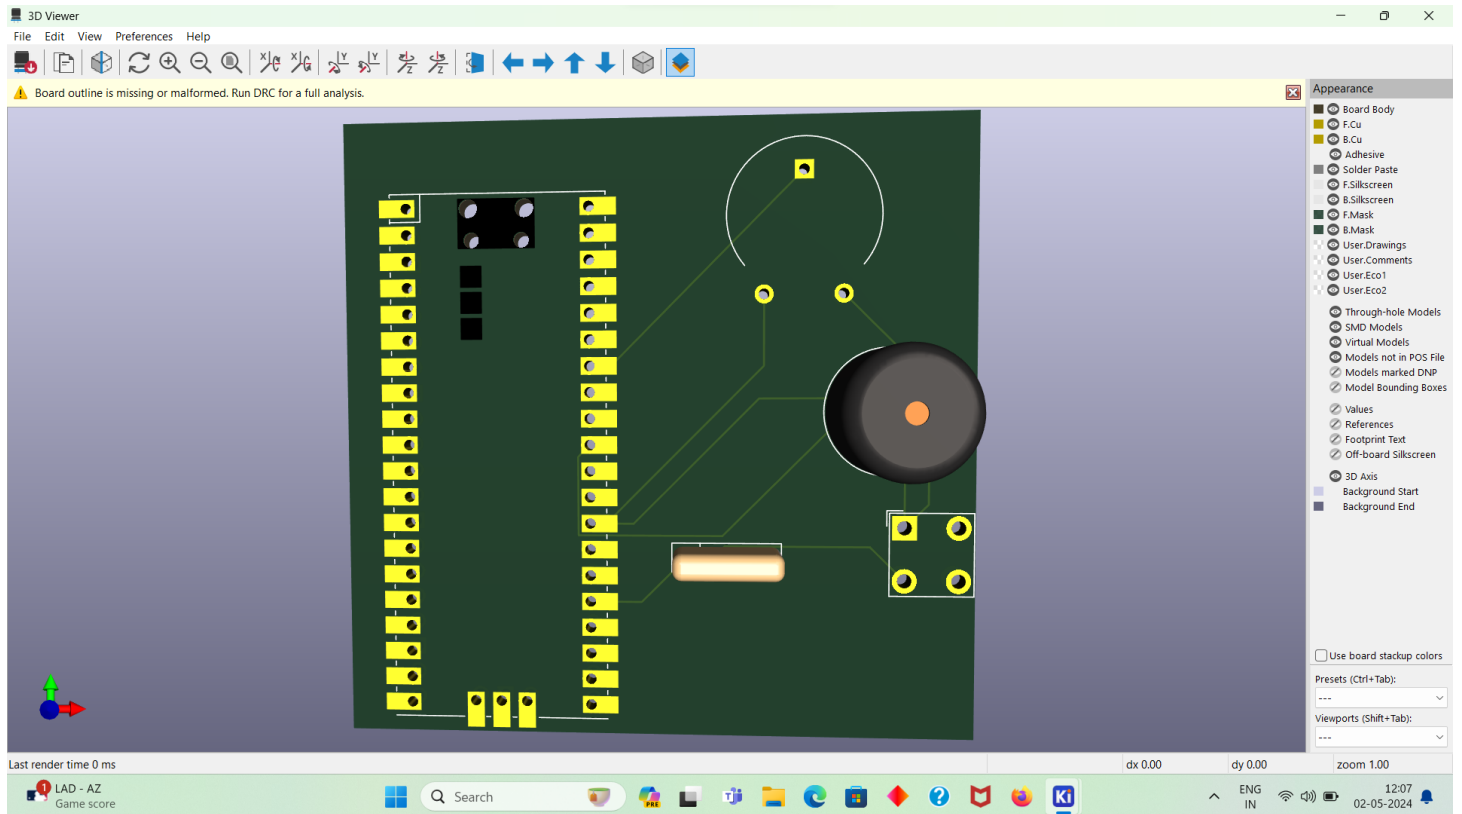 3D Viewer
File Edit View Preferences Help
Board outline is missing or malformed. Run DRC for a full analysis.
Appearance
Board Body
F.Cu
B.Cu
Adhesive
Solder Paste
F.Silkscreen
B.Silkscreen
F.Mask
B.Mask
User.Drawings
User.Comments
User.Eco1
User.Eco2
Through-hole Models
SMD Models
Virtual Models
Models not in POS File
Models marked DNP
Model Bounding Boxes
Values
References
Footprint Text
Off-board Silkscreen
3D Axis
Background Start
Background End
Use board stackup colors
Presets (Ctrl+Tab):
---
Viewports (Shift+Tab):
---
Last render time 0 ms
dx 0.00
dy 0.00
zoom 1.00
1
LAD - AZ
Game score
Search
PRE
Ki
ENG
IN
12:07
02-05-2024